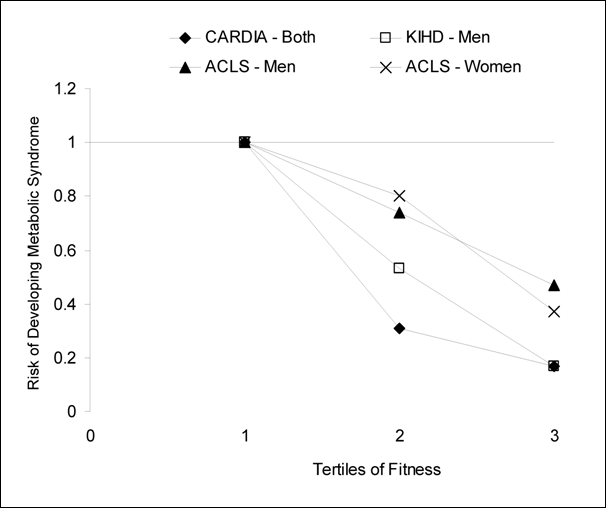 CARDIA - Both KIHD - Men
ACLS - Men ACLS - Women
1.2
1
0.8
0.6
0.4
0.2
0
Risk of Developing Metabolic Syndrome
0 1 2 3
Tertiles of Fitness